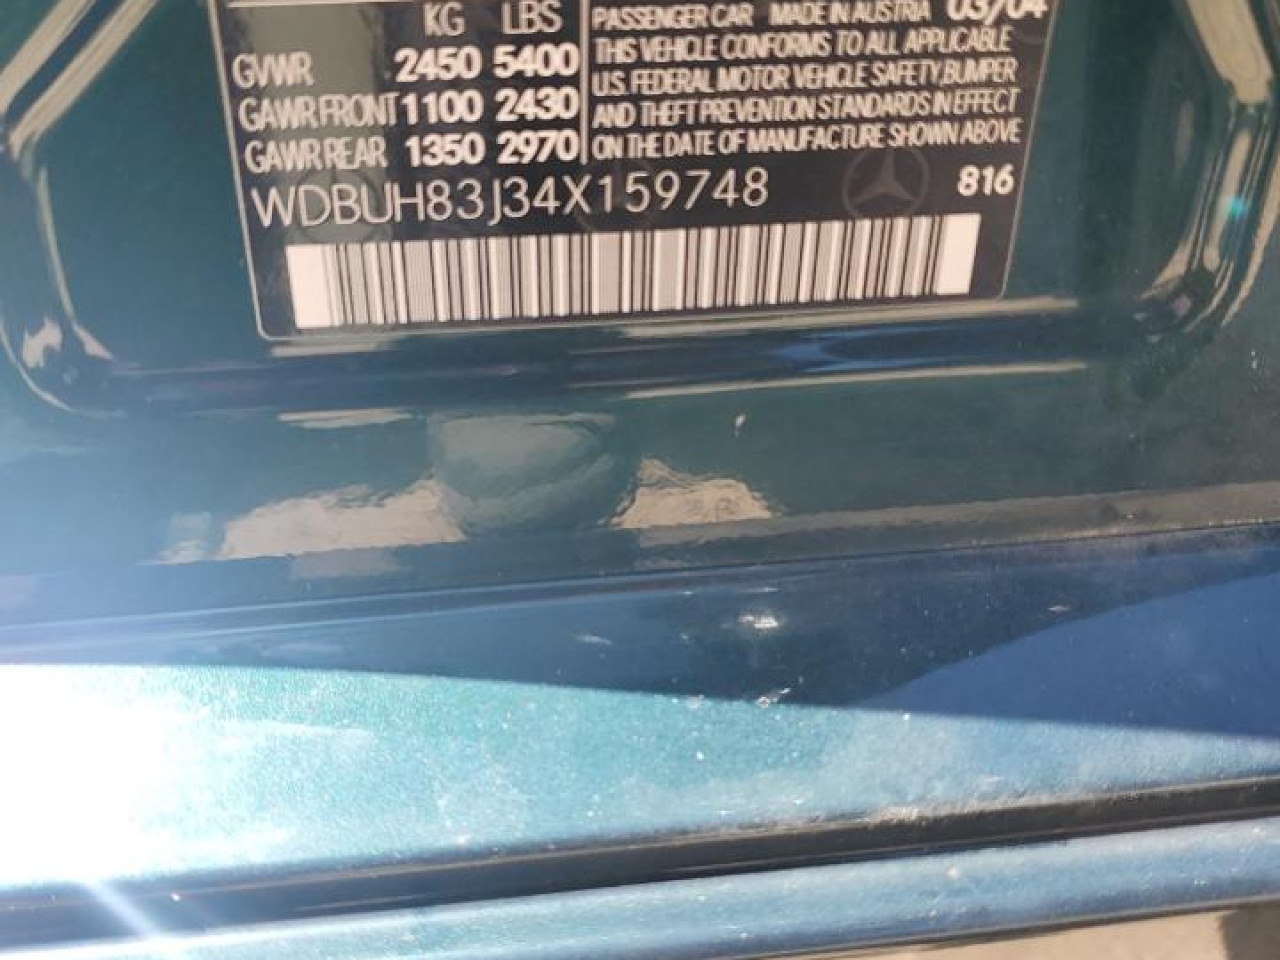 KG LBS
GVWR 2450 5400
GAWR FRONT 1100 2430
GAWR REAR 1350 2970
PASSENGER CAR MADE IN AUSTRIA 03/04
THIS VEHICLE CONFORMS TO ALL APPLICABLE
U.S. FEDERAL MOTOR VEHICLE SAFETY, BUMPER
AND THEFT PREVENTION STANDARDS IN EFFECT
ON THE DATE OF MANUFACTURE SHOWN ABOVE
WDBUH83J34X159748
816